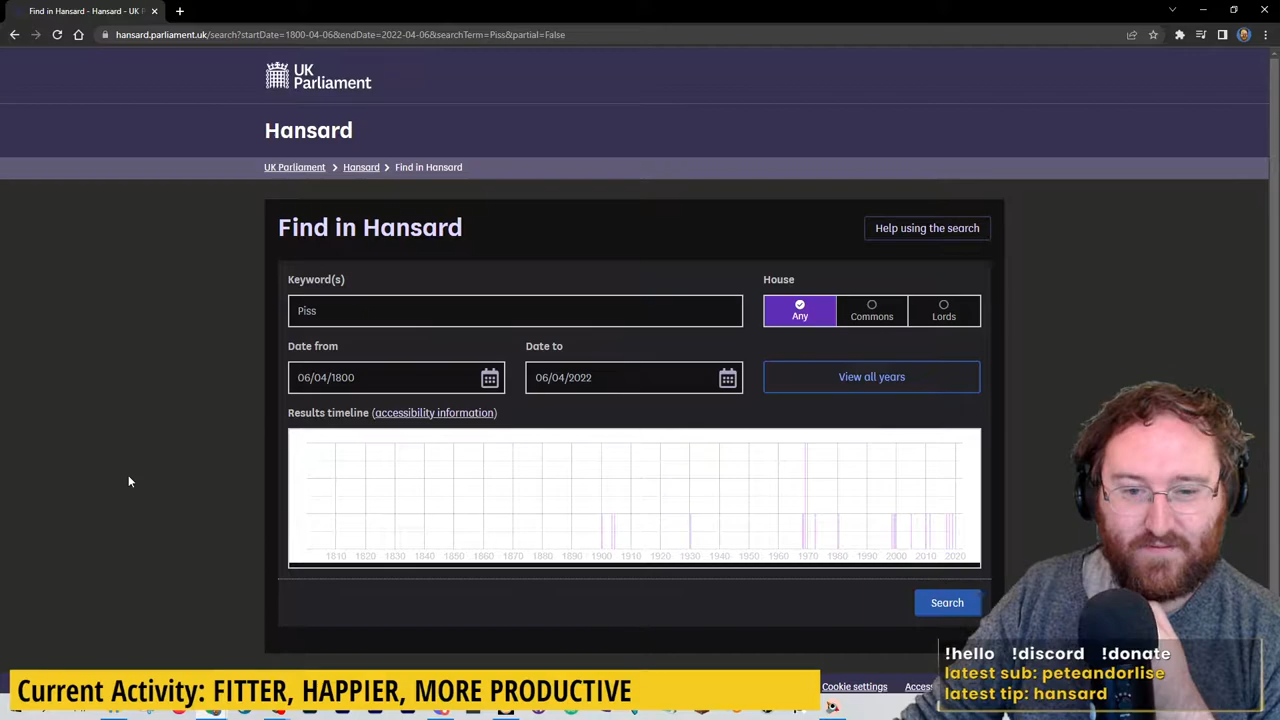 Find in Hansard - Hansard - UK P
hansard.parliament.uk/search?startDate=1800-04-06&endDate=2022-04-06&searchTerm=Piss&partial=False
UK
Parliament
Hansard
UK Parliament > Hansard > Find in Hansard
Find in Hansard
Help using the search
Keyword(s)
House
Piss
Any
Commons
Lords
Date from
Date to
06/04/1800
06/04/2022
View all years
Results timeline (accessibility information)
1810 1820 1830 1840 1850 1860 1870 1880 1890 1900 1910 1920 1930 1940 1950 1960 1970 1980 1990 2000 2010 2020
Search
!hello !discord !donate
latest sub: peteandorlise
latest tip: hansard
Current Activity: FITTER, HAPPIER, MORE PRODUCTIVE
Cookie settings